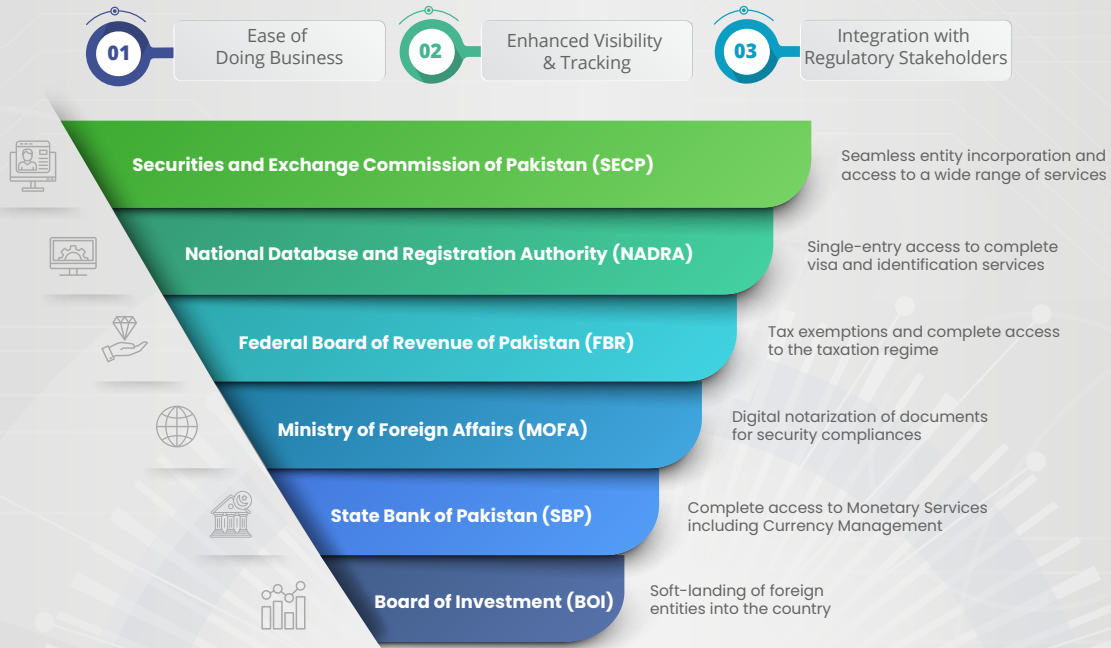 01
Ease of
Doing Business
02
Enhanced Visibility
& Tracking
03
Integration with
Regulatory Stakeholders
Securities and Exchange Commission of Pakistan (SECP)
Seamless entity incorporation and
access to a wide range of services
National Database and Registration Authority (NADRA)
Single-entry access to complete
visa and identification services
Federal Board of Revenue of Pakistan (FBR)
Tax exemptions and complete access
to the taxation regime
Ministry of Foreign Affairs (MOFA)
Digital notarization of documents
for security compliances
State Bank of Pakistan (SBP)
Complete access to Monetary Services
including Currency Management
Board of Investment (BOI)
Soft-landing of foreign
entities into the country